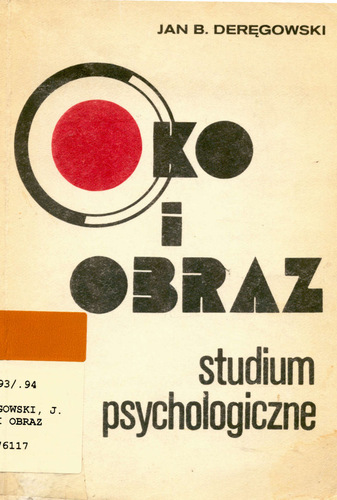 JAN B. DERĘGOWSKI
OKO
i
OBRAZ
studium
psychologiczne
93/.94
GOWSKI, J.
I OBRAZ
76117